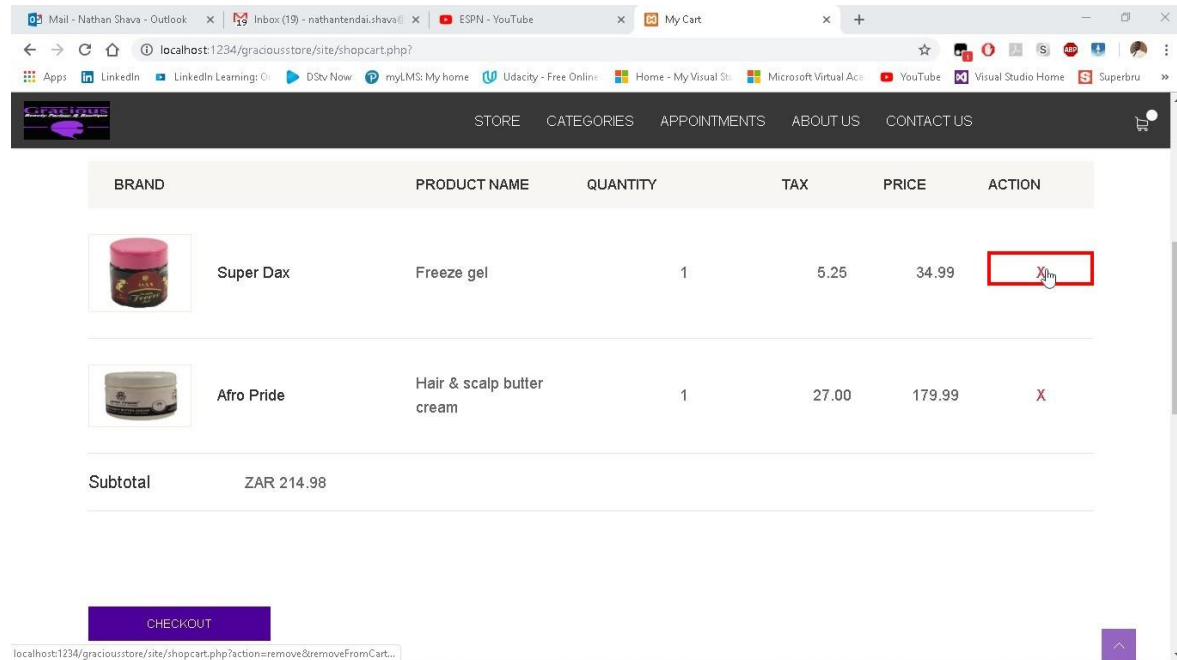 Mail - Nathan Shava - Outlook
Inbox (19) - nathantendai.shava
ESPN - YouTube
My Cart
localhost:1234/graciousstore/site/shopcart.php?
Apps
LinkedIn
LinkedIn Learning: O
DStv Now
myLMS: My home
Udacity - Free Online
Home - My Visual St
Microsoft Virtual Aca
YouTube
Visual Studio Home
Superbru
Gracious
Beauty Parlour & Boutique
STORE CATEGORIES APPOINTMENTS ABOUT US CONTACT US
BRAND PRODUCT NAME QUANTITY TAX PRICE ACTION
Super Dax Freeze gel 1 5.25 34.99 X
Afro Pride Hair & scalp butter
cream 1 27.00 179.99 X
Subtotal ZAR 214.98
CHECKOUT
localhost:1234/graciousstore/site/shopcart.php?action=remove&removeFromCart...